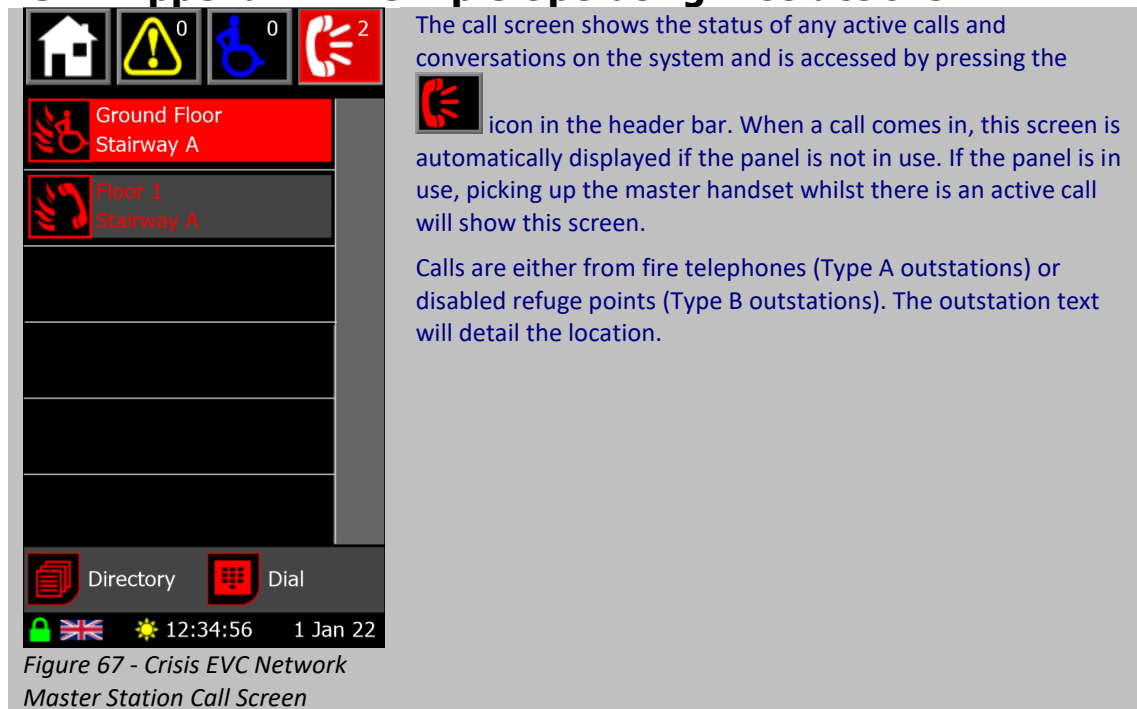 0
0
2
Ground Floor
Stairway A
Floor 1
Stairway A
Directory
Dial
12:34:56
1 Jan 22
Figure 67 - Crisis EVC Network
Master Station Call Screen
The call screen shows the status of any active calls and
conversations on the system and is accessed by pressing the
icon in the header bar. When a call comes in, this screen is
automatically displayed if the panel is not in use. If the panel is in
use, picking up the master handset whilst there is an active call
will show this screen.
Calls are either from fire telephones (Type A outstations) or
disabled refuge points (Type B outstations). The outstation text
will detail the location.